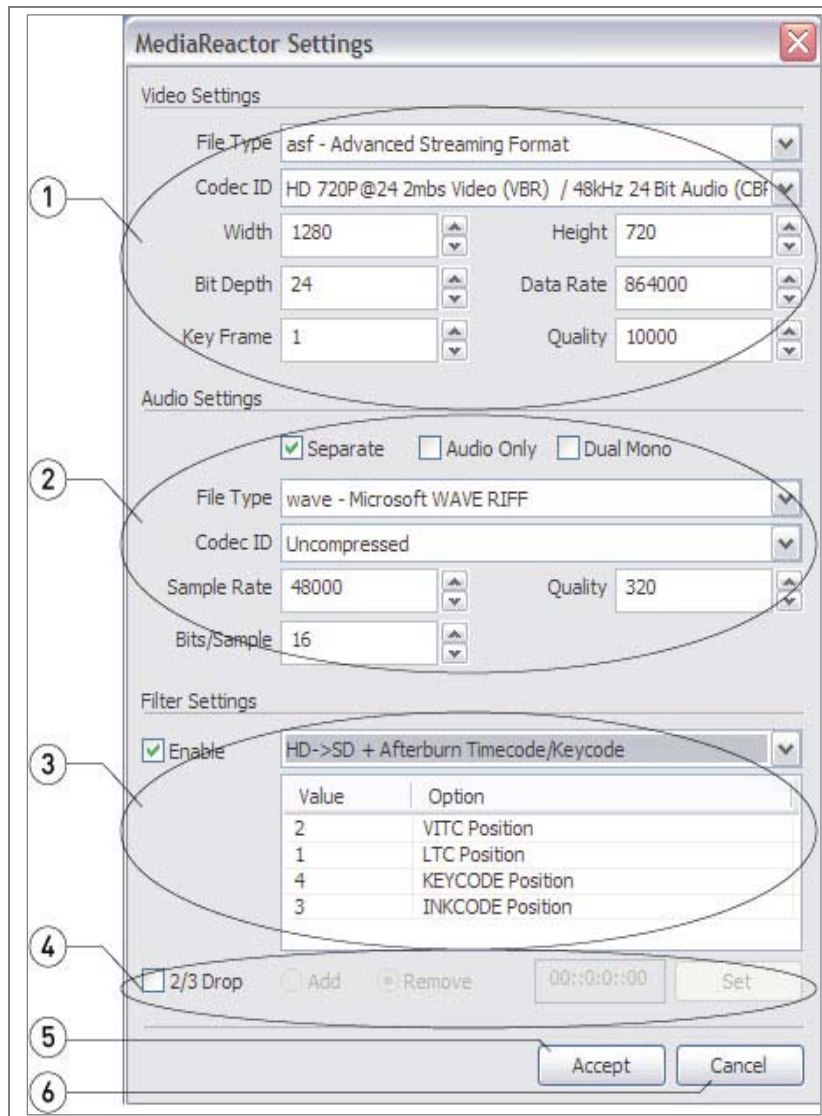 MediaReactor Settings
Video Settings
File Type asf - Advanced Streaming Format
1
Codec ID HD 720P@24 2mbs Video (VBR) / 48kHz 24 Bit Audio (CBF
Width 1280 Height 720
Bit Depth 24 Data Rate 864000
Key Frame 1 Quality 10000
Audio Settings
Separate Audio Only Dual Mono
2
File Type wave - Microsoft WAVE RIFF
Codec ID Uncompressed
Sample Rate 48000 Quality 320
Bits/Sample 16
Filter Settings
3
Enable HD->SD + Afterburn Timecode/Keycode
Value Option
2 VITC Position
1 LTC Position
4 KEYCODE Position
3 INKCODE Position
4
2/3 Drop Add Remove 00::0:0::00 Set
5
Accept Cancel
6